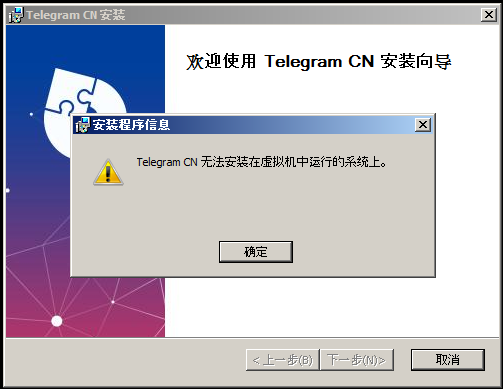 Telegram CN 安装
欢迎使用 Telegram CN 安装向导
安装程序信息
Telegram CN 无法安装在虚拟机中运行的系统上。
确定
< 上一步(B)
下一步(N)>
取消